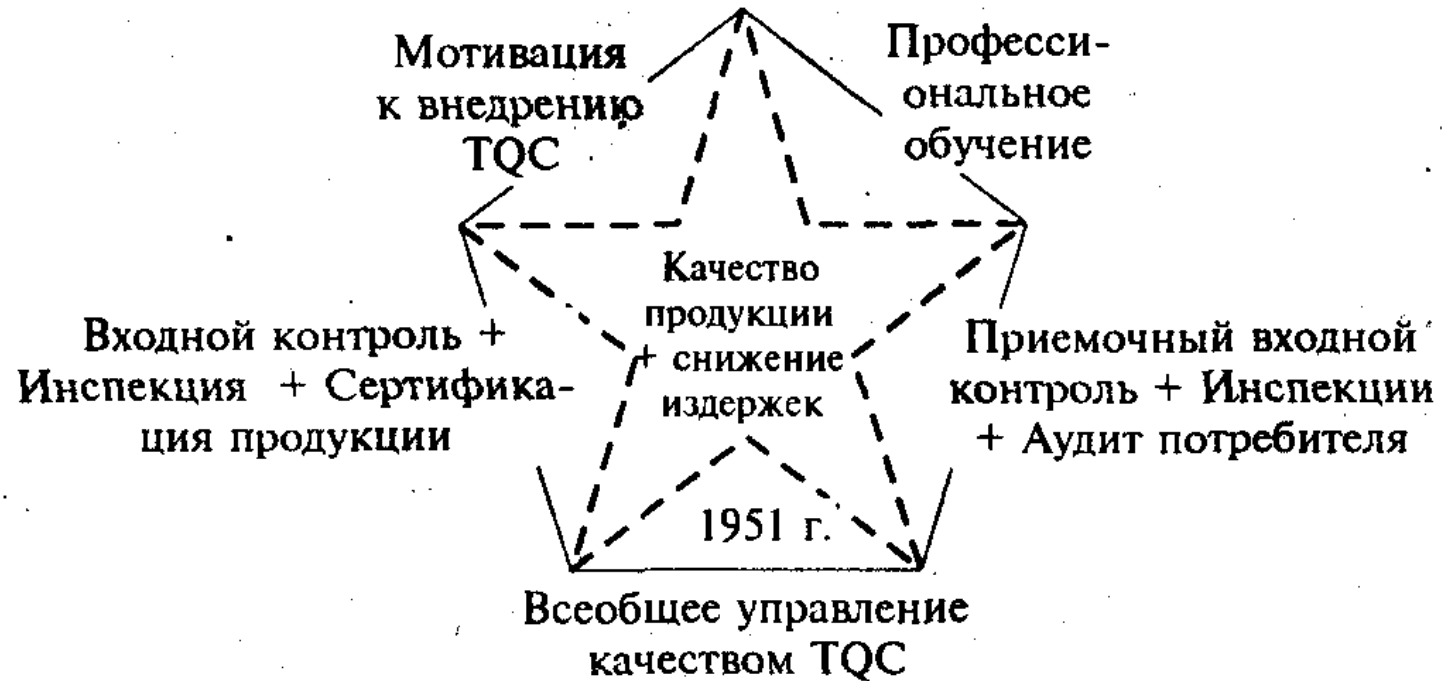 Мотивация
к внедрению
TQC
Професси-
ональное
обучение
Качество
продукции
+ снижение
издержек
Входной контроль +
Инспекция + Сертифика-
ция продукции
Приемочный входной
контроль + Инспекции
+ Аудит потребителя
1951 г.
Всеобщее управление
качеством TQC